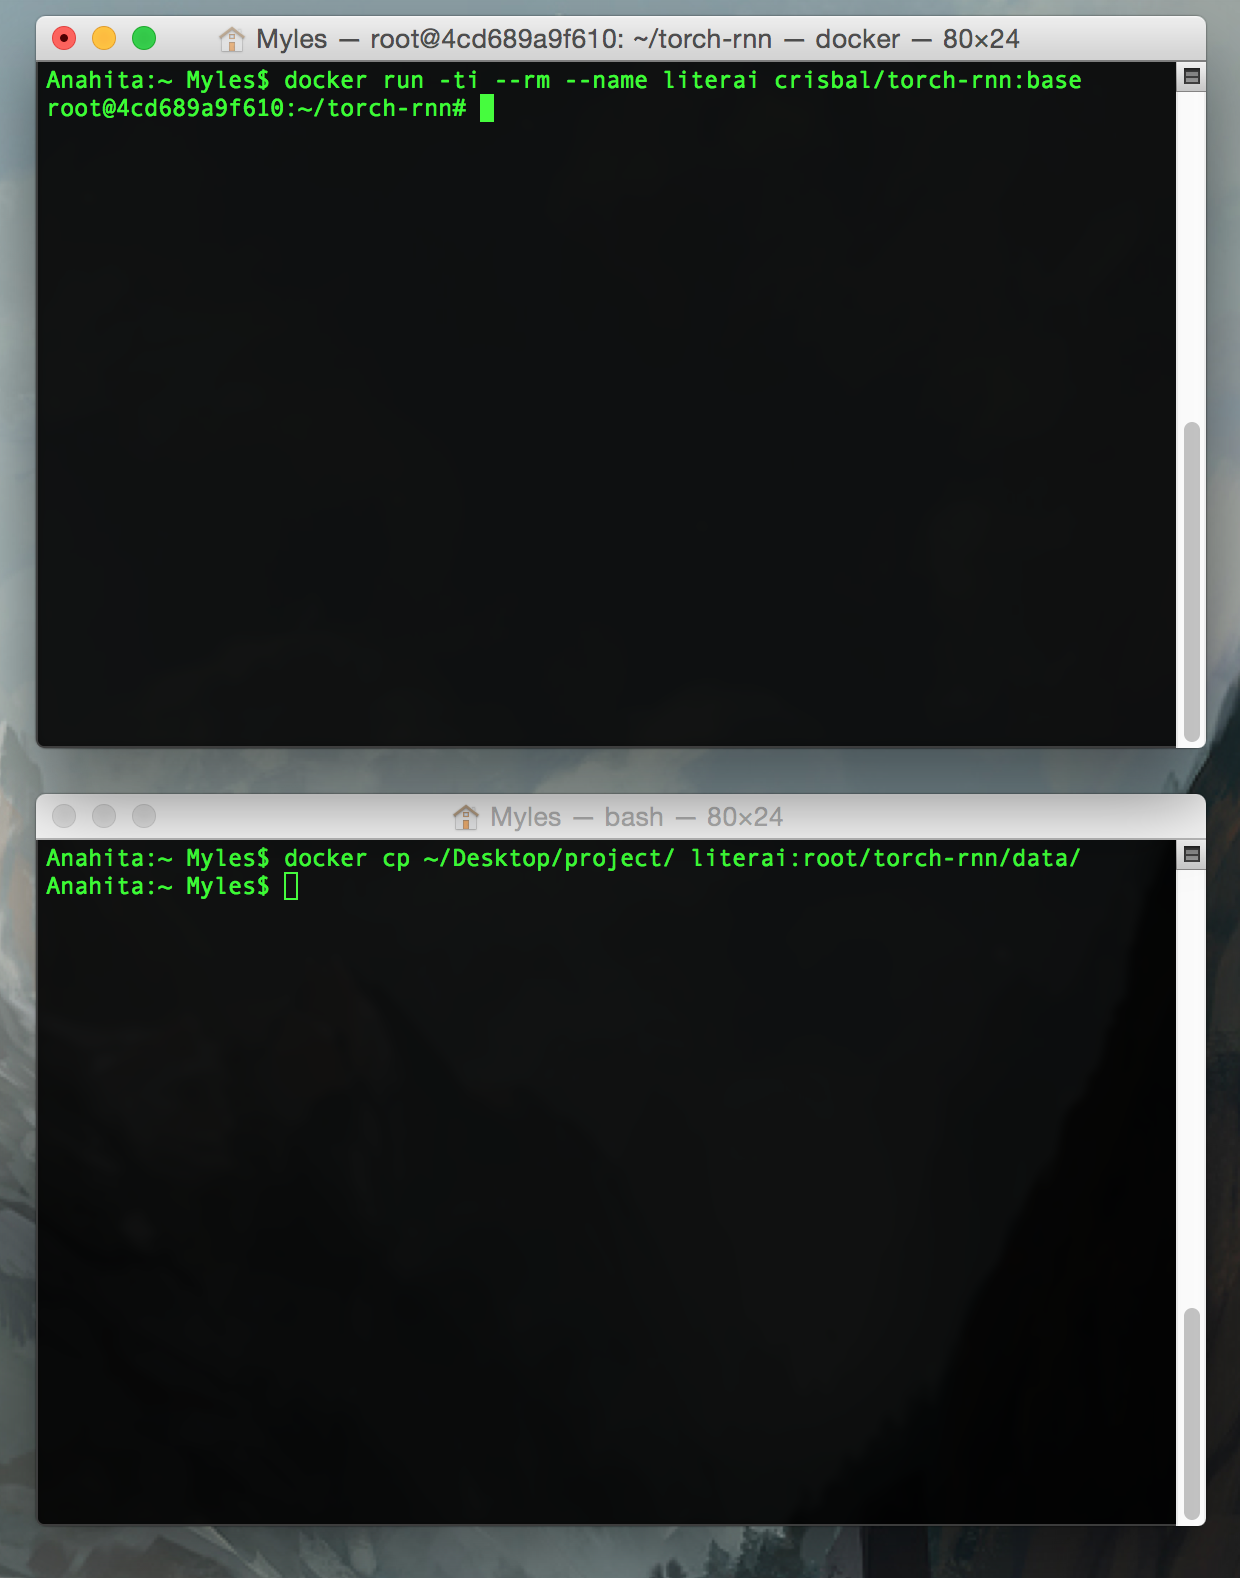 Myles — root@4cd689a9f610: ~/torch-rnn — docker — 80×24
Anahita:~ Myles$ docker run -ti --rm --name literai crisbal/torch-rnn:base
root@4cd689a9f610:~/torch-rnn#
Myles — bash — 80×24
Anahita:~ Myles$ docker cp ~/Desktop/project/ literai:root/torch-rnn/data/
Anahita:~ Myles$